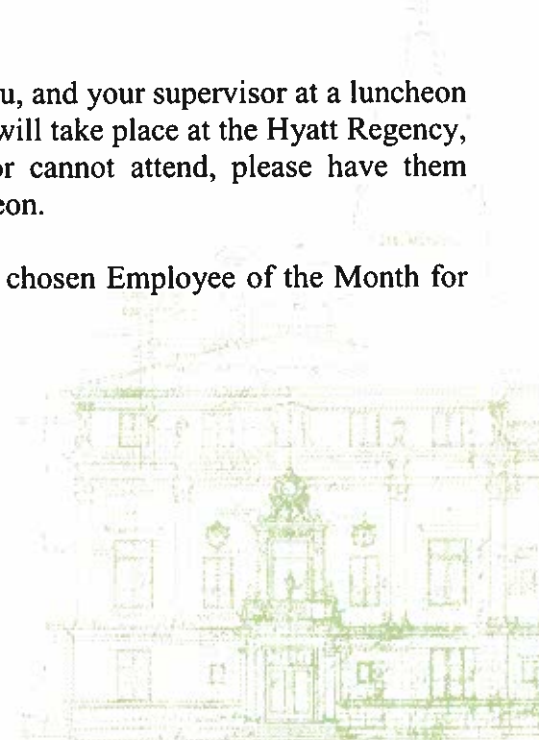 u, and your supervisor at a luncheon
will take place at the Hyatt Regency,
or cannot attend, please have them
eon.
chosen Employee of the Month for